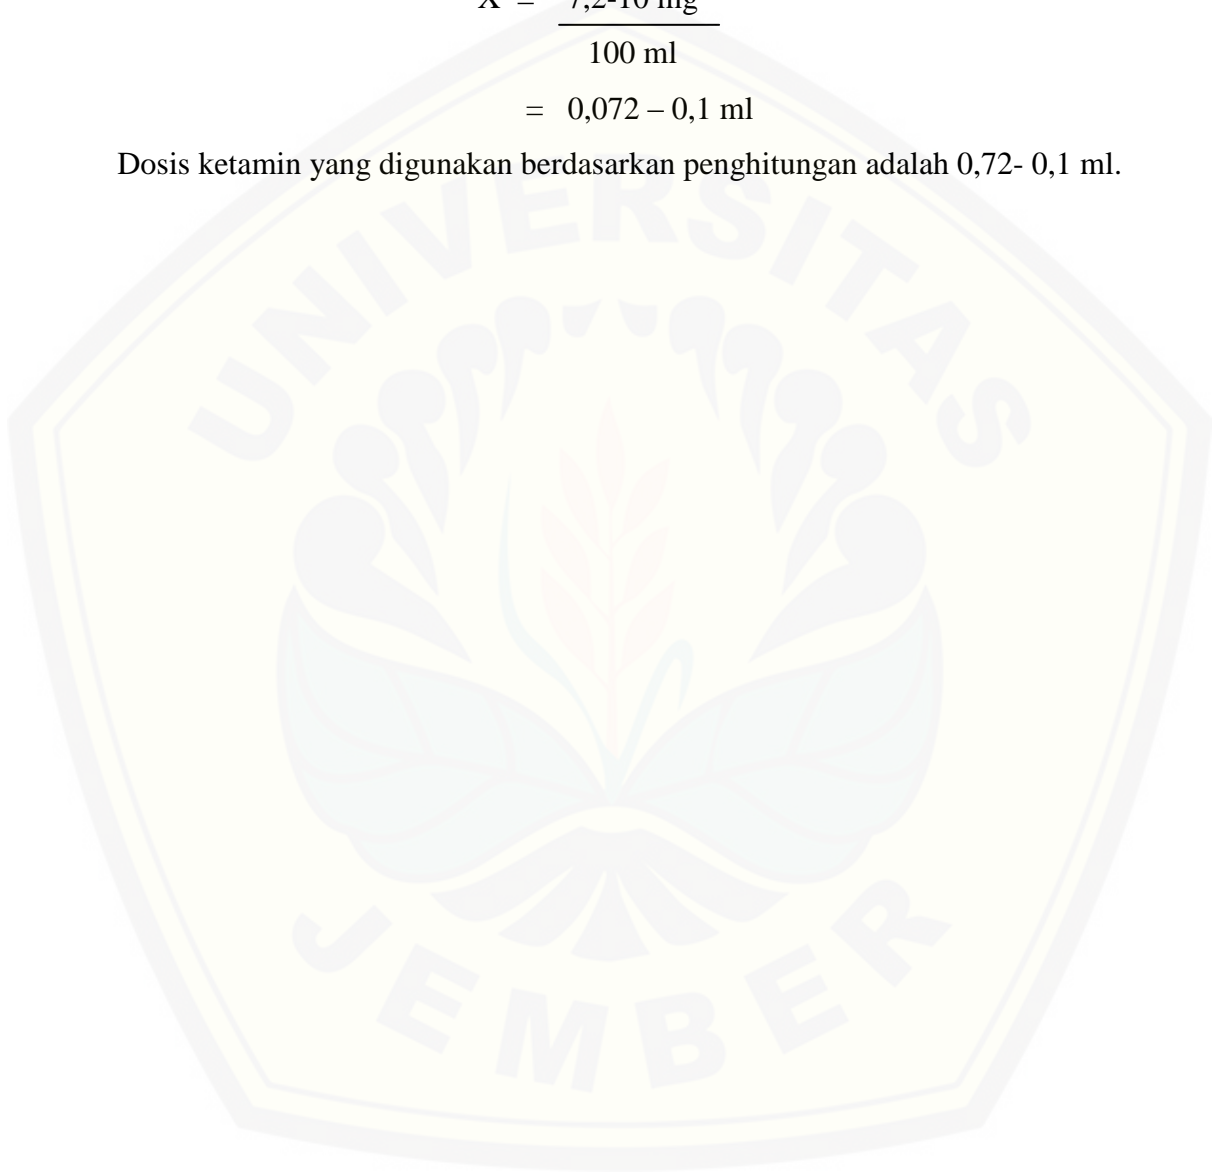 X = 7,2-10 mg
100 ml
= 0,072 – 0,1 ml
Dosis ketamin yang digunakan berdasarkan penghitungan adalah 0,72- 0,1 ml.
UNIVERSITAS
JEMBER